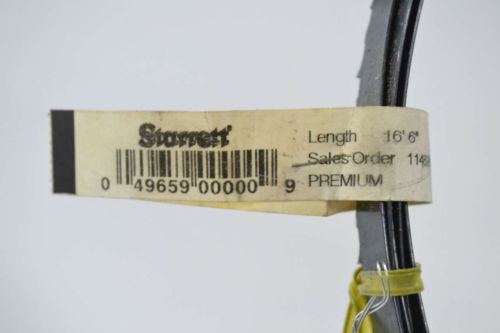 Starrett
0 49659 00000 9
Length 16' 6"
Sales Order
PREMIUM